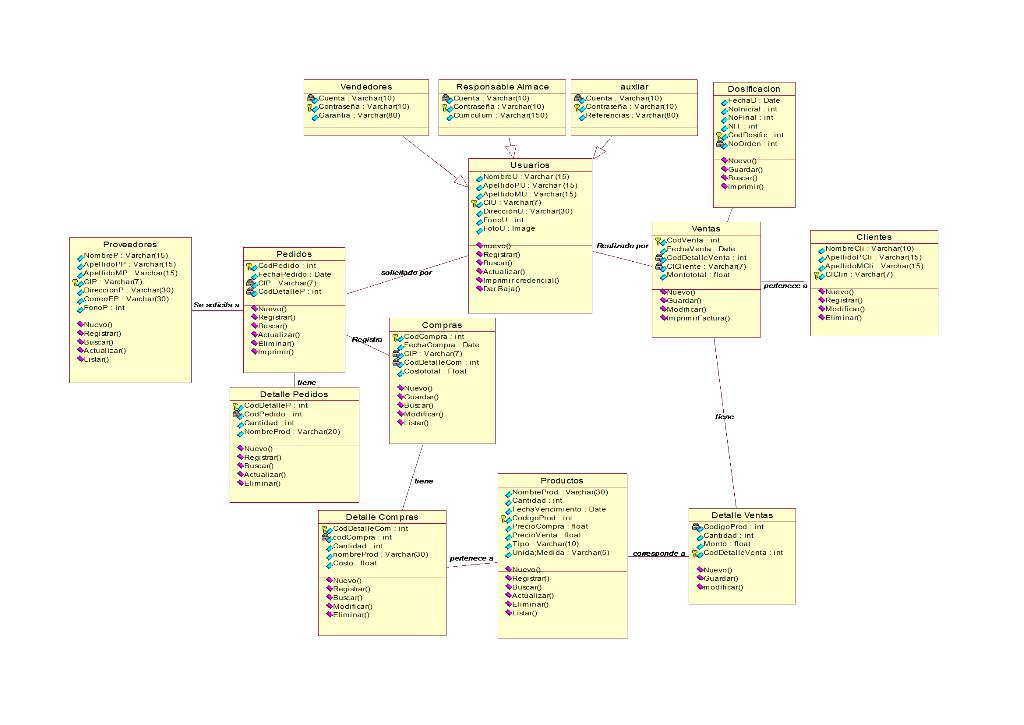 Vendedores
Cuenta : Varchar(10)
Contraseña : Varchar(10)
Garantia : Varchar(80)
Responsable Almace
Cuenta : Varchar(10)
Contraseña : Varchar(10)
Curriculum : Varchar(150)
auxiliar
Cuenta : Varchar(10)
Contraseña : Varchar(10)
Referencias : Varchar(80)
Dosificacion
FechaD : Date
NoInicial : int
NoFinal : int
NIT : int
CodDosific : int
NoOrden : int
Nuevo()
Guardar()
Buscar()
Imprimir()
Usuarios
NombreU : Varchar (15)
ApellidoPU : Varchar (15)
ApellidoMU : Varchar(15)
CIU : Varchar(7)
DirecciónU : Varchar(30)
FonoU : int
FotoU : Image
nuevo()
Registrar()
Buscar()
Actualizar()
Imprimir credencial()
Dar Baja()
Realizado por
Ventas
CodVenta : int
FechaVenta : Date
CodDetalleVenta : int
CICliente : Varchar(7)
Montototal : float
Nuevo()
Guardar()
Modificar()
ImprimirFactura()
pertenece a
Clientes
NombreCli : Varchar(10)
ApellidoPCli : Varchar(15)
ApellidoMCli : Varchar(15)
CIClin : Varchar(7)
Nuevo()
Registrar()
Modificar()
Eliminar()
Proveedores
NombreP : Varchar(15)
ApellidoPP : Varchar(15)
ApellidoMP : Varchar(15)
CIP : Varchar(7)
DireccionP : Varchar(30)
CorreoEP : Varchar(30)
FonoP : int
Nuevo()
Registrar()
Buscar()
Actualizar()
Listar()
Se solicita a
Pedidos
CodPedido : int
FechaPedido : Date
CIP : Varchar(7)
CodDetalleP : int
Nuevo()
Registrar()
Buscar()
Actualizar()
Eliminar()
Imprimir()
solicitado por
Registra
Compras
CodCompra : int
FechaCompra : Date
CIP : Varchar(7)
CodDetalleCom : int
Costototal : Float
Nuevo()
Guardar()
Buscar()
Modificar()
Listar()
tiene
Detalle Pedidos
CodDetalleP : int
CodPedido : int
Cantidad : int
NombreProd : Varchar(20)
Nuevo()
Registrar()
Buscar()
Actualizar()
Eliminar()
tiene
tiene
Detalle Compras
CodDetalleCom : int
codCompra : int
Cantidad : int
nombreProd : Varchar(30)
Costo : float
Nuevo()
Registrar()
Buscar()
Modificar()
Eliminar()
pertenece a
Productos
NombreProd : Varchar(30)
Cantidad : int
FechaVencimiento : Date
CodigoProd : int
PrecioCompra : float
PrecioVenta : float
Tipo : Varchar(10)
Unida;Medida : Varchar(5)
Nuevo()
Registrar()
Buscar()
Actualizar()
Eliminar()
Listar()
corresponde a
Detalle Ventas
CodigoProd : int
Cantidad : int
Monto : float
CodDetalleVenta : int
Nuevo()
Guardar()
modificar()